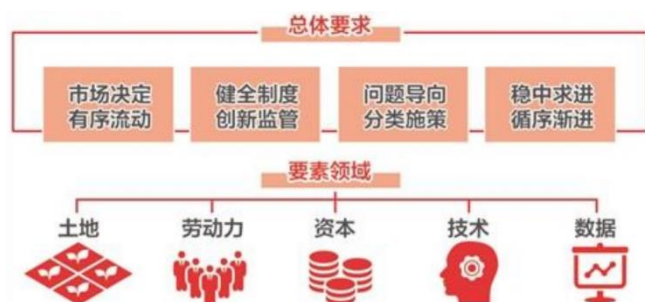 总体要求
市场决定
有序流动
健全制度
创新监管
问题导向
分类施策
稳中求进
循序渐进
要素领域
土地
劳动力
资本
技术
数据